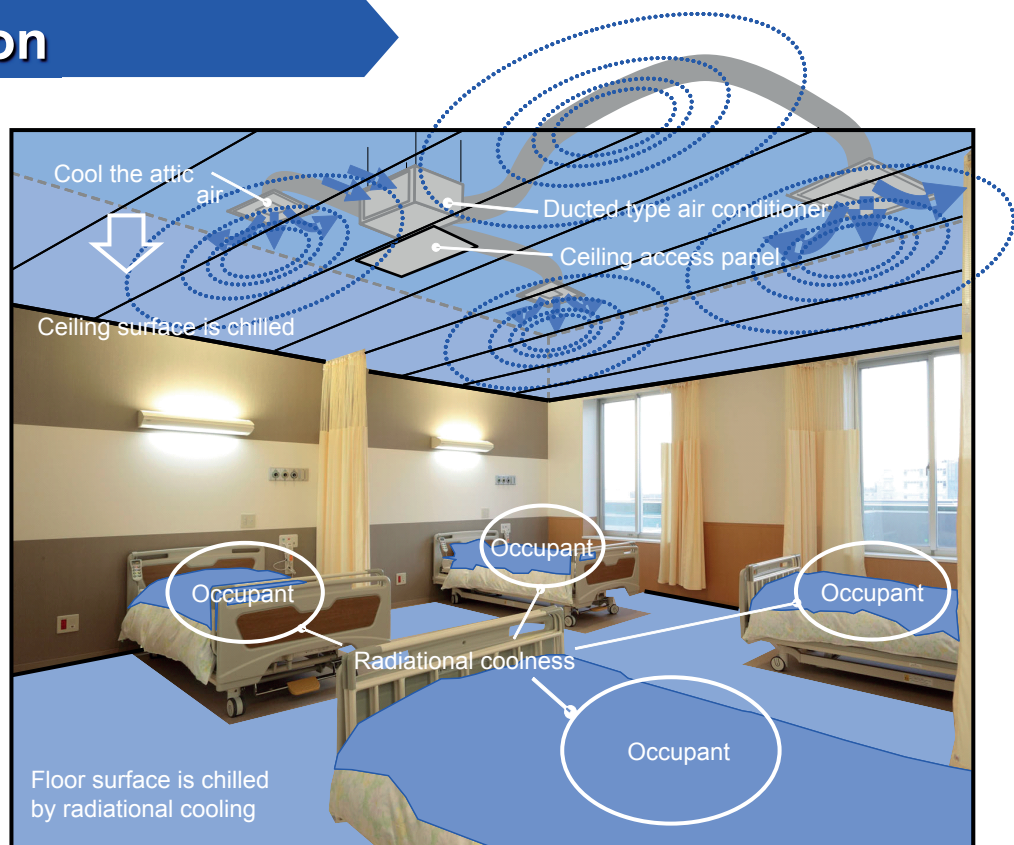 on
Cool the attic
air
Ducted type air conditioner
Ceiling access panel
Ceiling surface is chilled
Occupant
Occupant
Occupant
Radiational coolness
Occupant
Floor surface is chilled
by radiational cooling